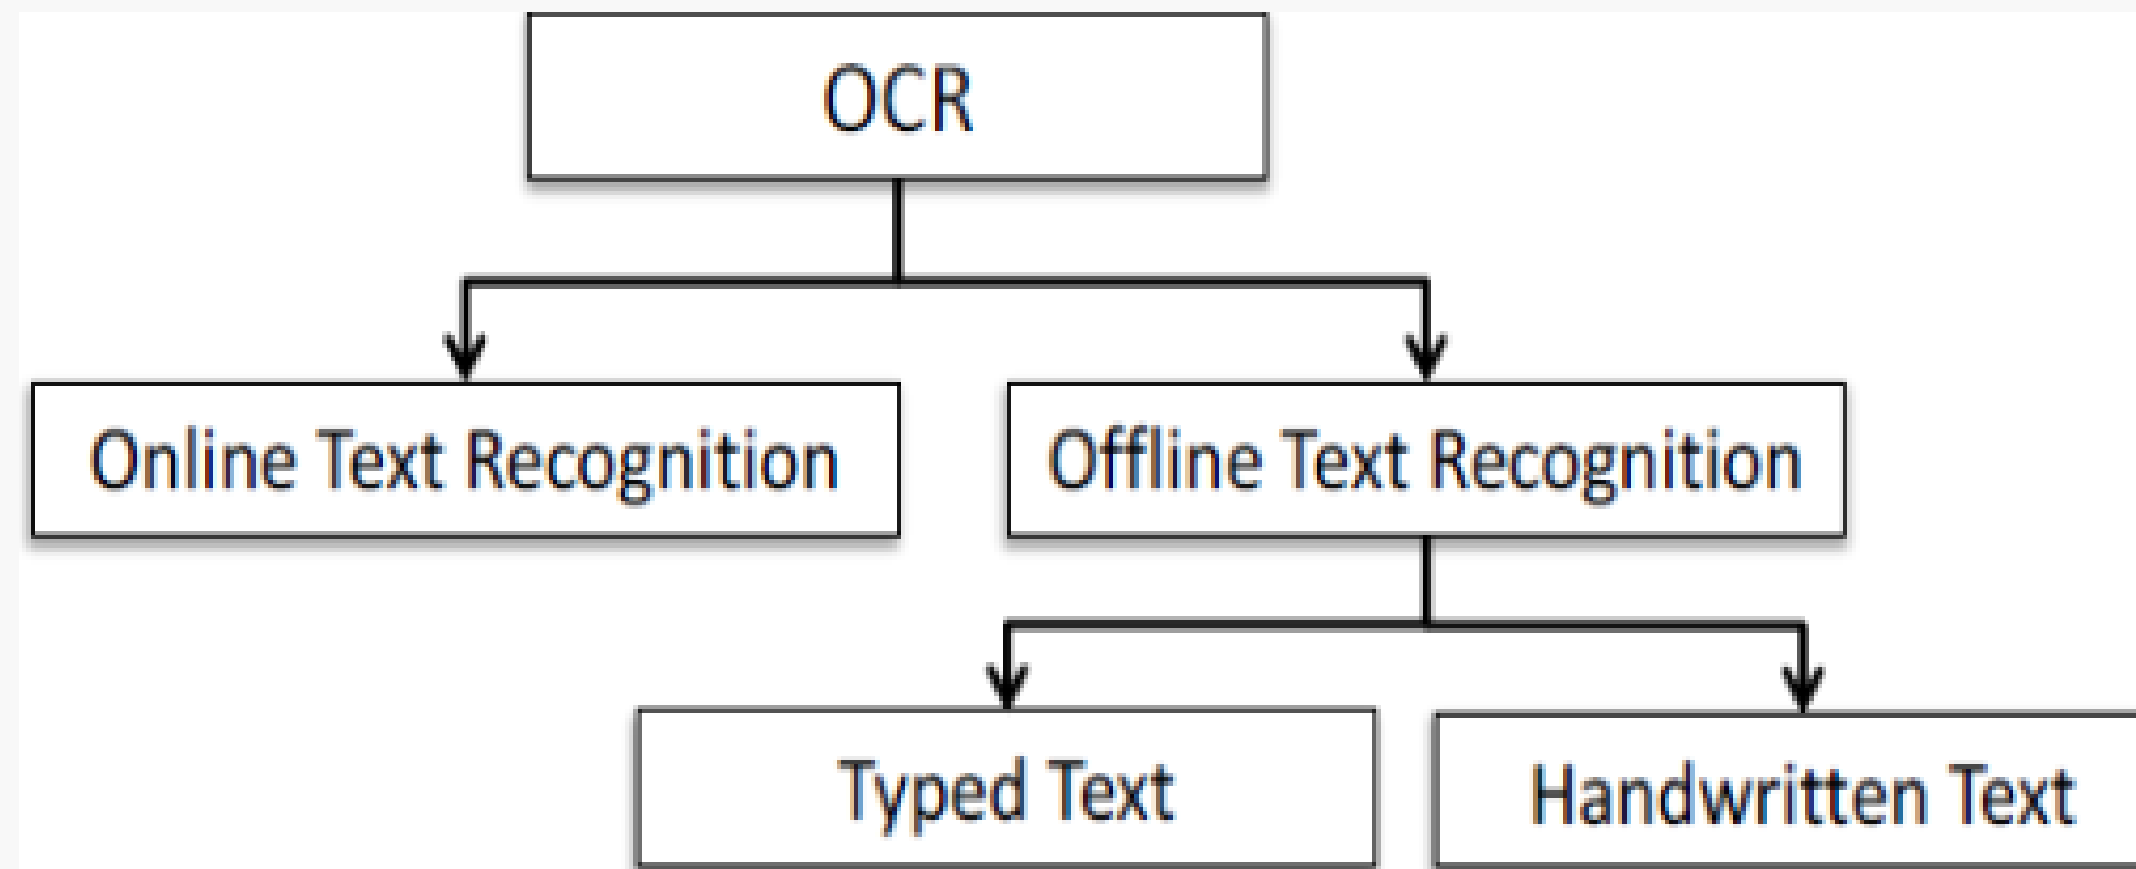 OCR
Online Text Recognition
Offline Text Recognition
Typed Text
Handwritten Text